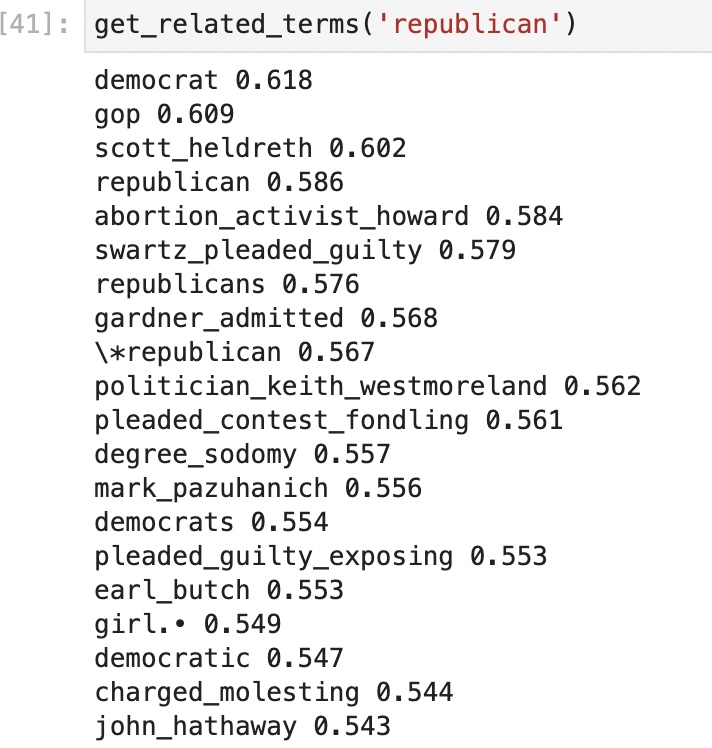 [41]: get_related_terms('republican')
democrat 0.618
gop 0.609
scott_heldreth 0.602
republican 0.586
abortion_activist_howard 0.584
swartz_pleaded_guilty 0.579
republicans 0.576
gardner_admitted 0.568
\*republican 0.567
politician_keith_westmoreland 0.562
pleaded_contest_fondling 0.561
degree_sodomy 0.557
mark_pazuhanich 0.556
democrats 0.554
pleaded_guilty_exposing 0.553
earl_butch 0.553
girl.• 0.549
democratic 0.547
charged_molesting 0.544
john_hathaway 0.543